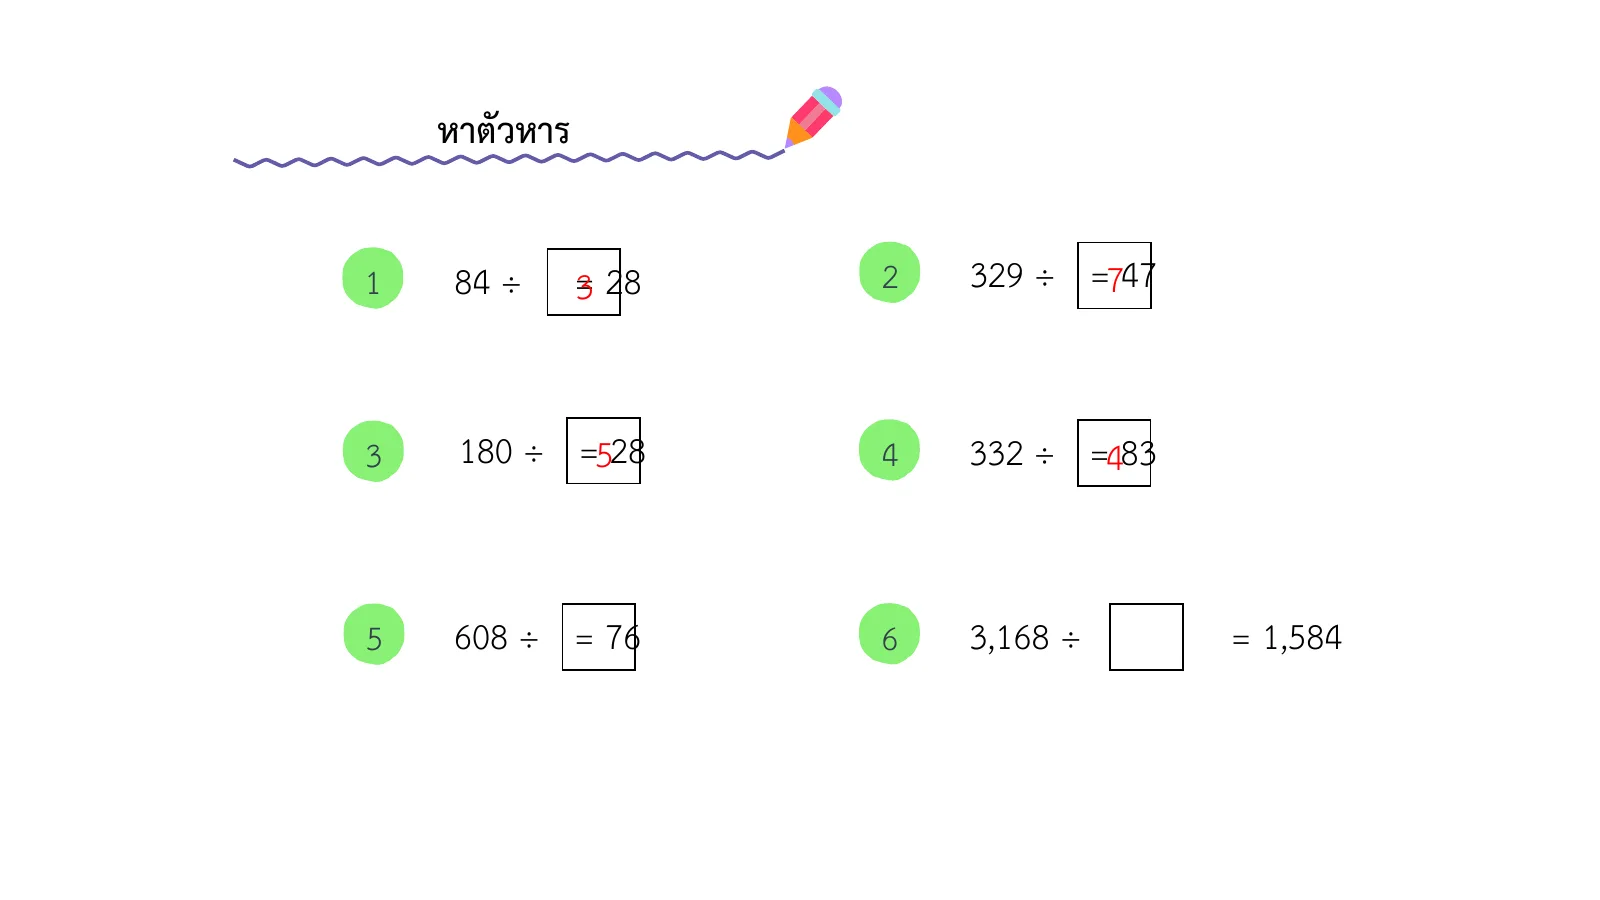 หาตัวหาร
1 84 ÷ 3 = 28
2 329 ÷ 7 = 47
3 180 ÷ 5 = 28
4 332 ÷ 4 = 83
5 608 ÷ = 76
6 3,168 ÷ = 1,584